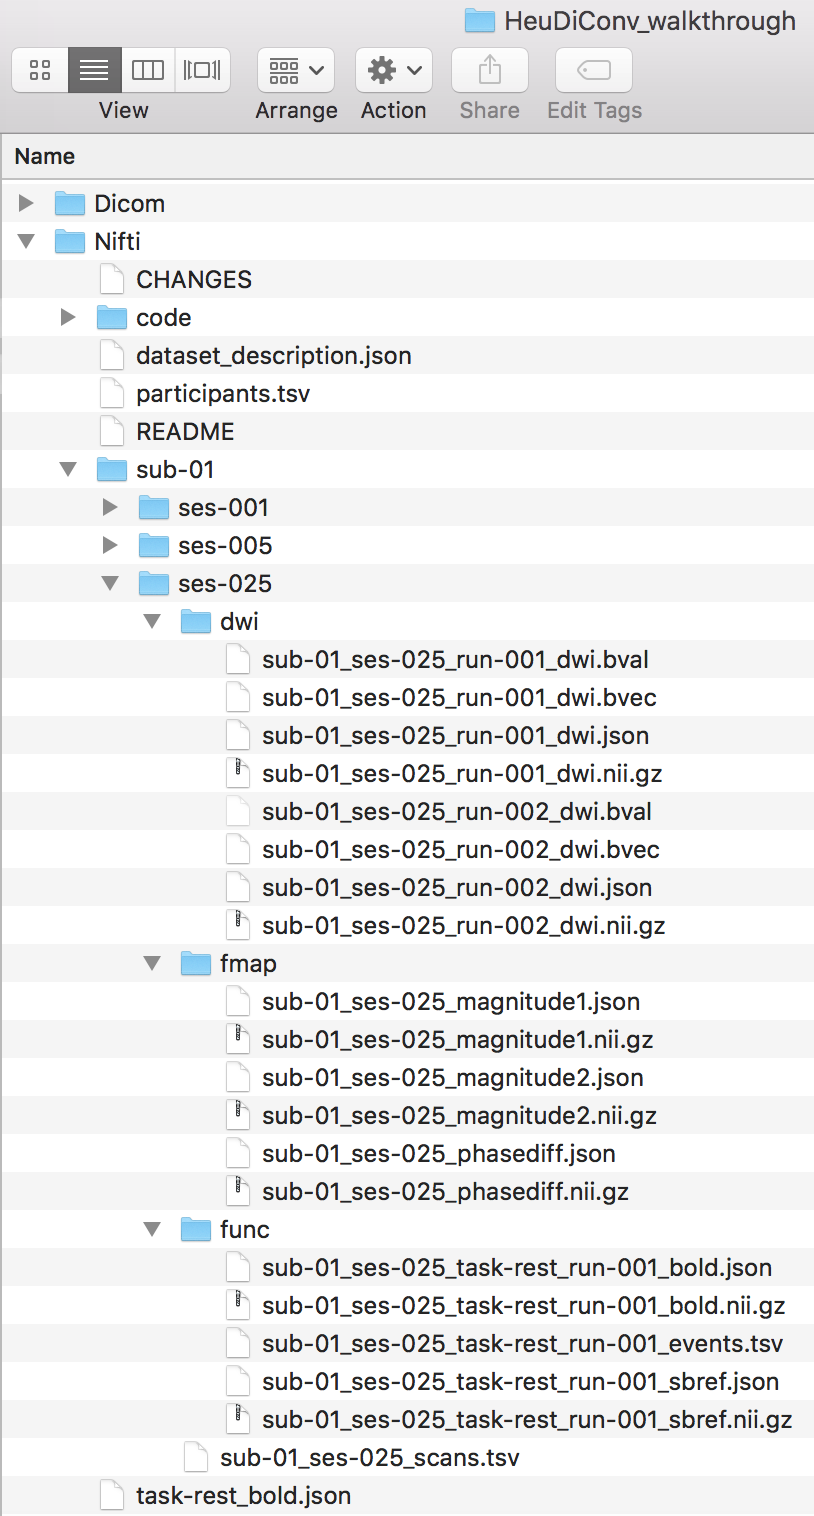 HeuDiConv_walkthrough
View
Arrange
Action
Share
Edit Tags
Name
Dicom
Nifti
CHANGES
code
dataset_description.json
participants.tsv
README
sub-01
ses-001
ses-005
ses-025
dwi
sub-01_ses-025_run-001_dwi.bval
sub-01_ses-025_run-001_dwi.bvec
sub-01_ses-025_run-001_dwi.json
sub-01_ses-025_run-001_dwi.nii.gz
sub-01_ses-025_run-002_dwi.bval
sub-01_ses-025_run-002_dwi.bvec
sub-01_ses-025_run-002_dwi.json
sub-01_ses-025_run-002_dwi.nii.gz
fmap
sub-01_ses-025_magnitude1.json
sub-01_ses-025_magnitude1.nii.gz
sub-01_ses-025_magnitude2.json
sub-01_ses-025_magnitude2.nii.gz
sub-01_ses-025_phasediff.json
sub-01_ses-025_phasediff.nii.gz
func
sub-01_ses-025_task-rest_run-001_bold.json
sub-01_ses-025_task-rest_run-001_bold.nii.gz
sub-01_ses-025_task-rest_run-001_events.tsv
sub-01_ses-025_task-rest_run-001_sbref.json
sub-01_ses-025_task-rest_run-001_sbref.nii.gz
sub-01_ses-025_scans.tsv
task-rest_bold.json